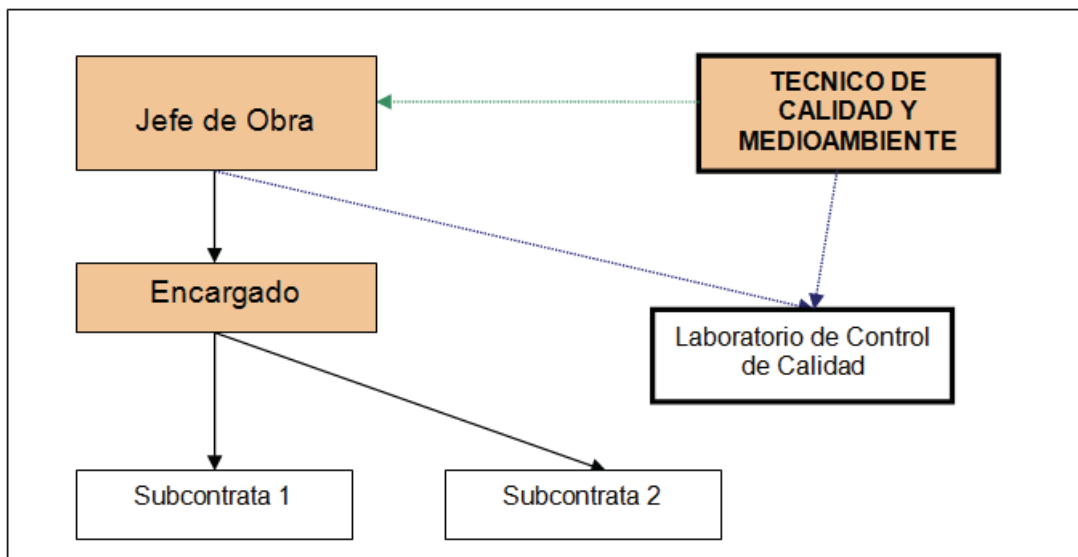 Jefe de Obra
TECNICO DE
CALIDAD Y
MEDIOAMBIENTE
Encargado
Laboratorio de Control
de Calidad
Subcontrata 1
Subcontrata 2